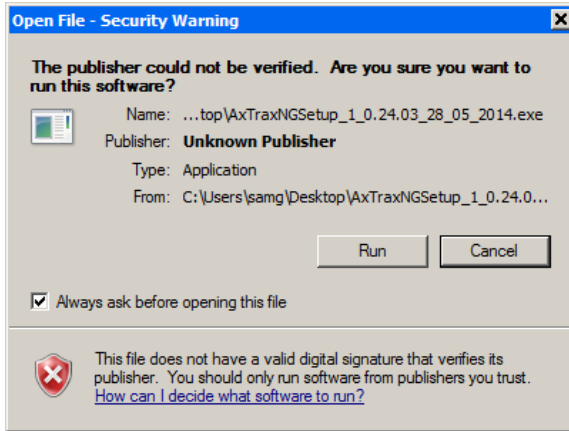 Open File - Security Warning
The publisher could not be verified.  Are you sure you want to
run this software?
Name: ...top\AxTraxNGSetup_1_0.24.03_28_05_2014.exe
Publisher: Unknown Publisher
Type: Application
From: C:\Users\samg\Desktop\AxTraxNGSetup_1_0.24.0...
Run Cancel
Always ask before opening this file
This file does not have a valid digital signature that verifies its
publisher.  You should only run software from publishers you trust.
How can I decide what software to run?